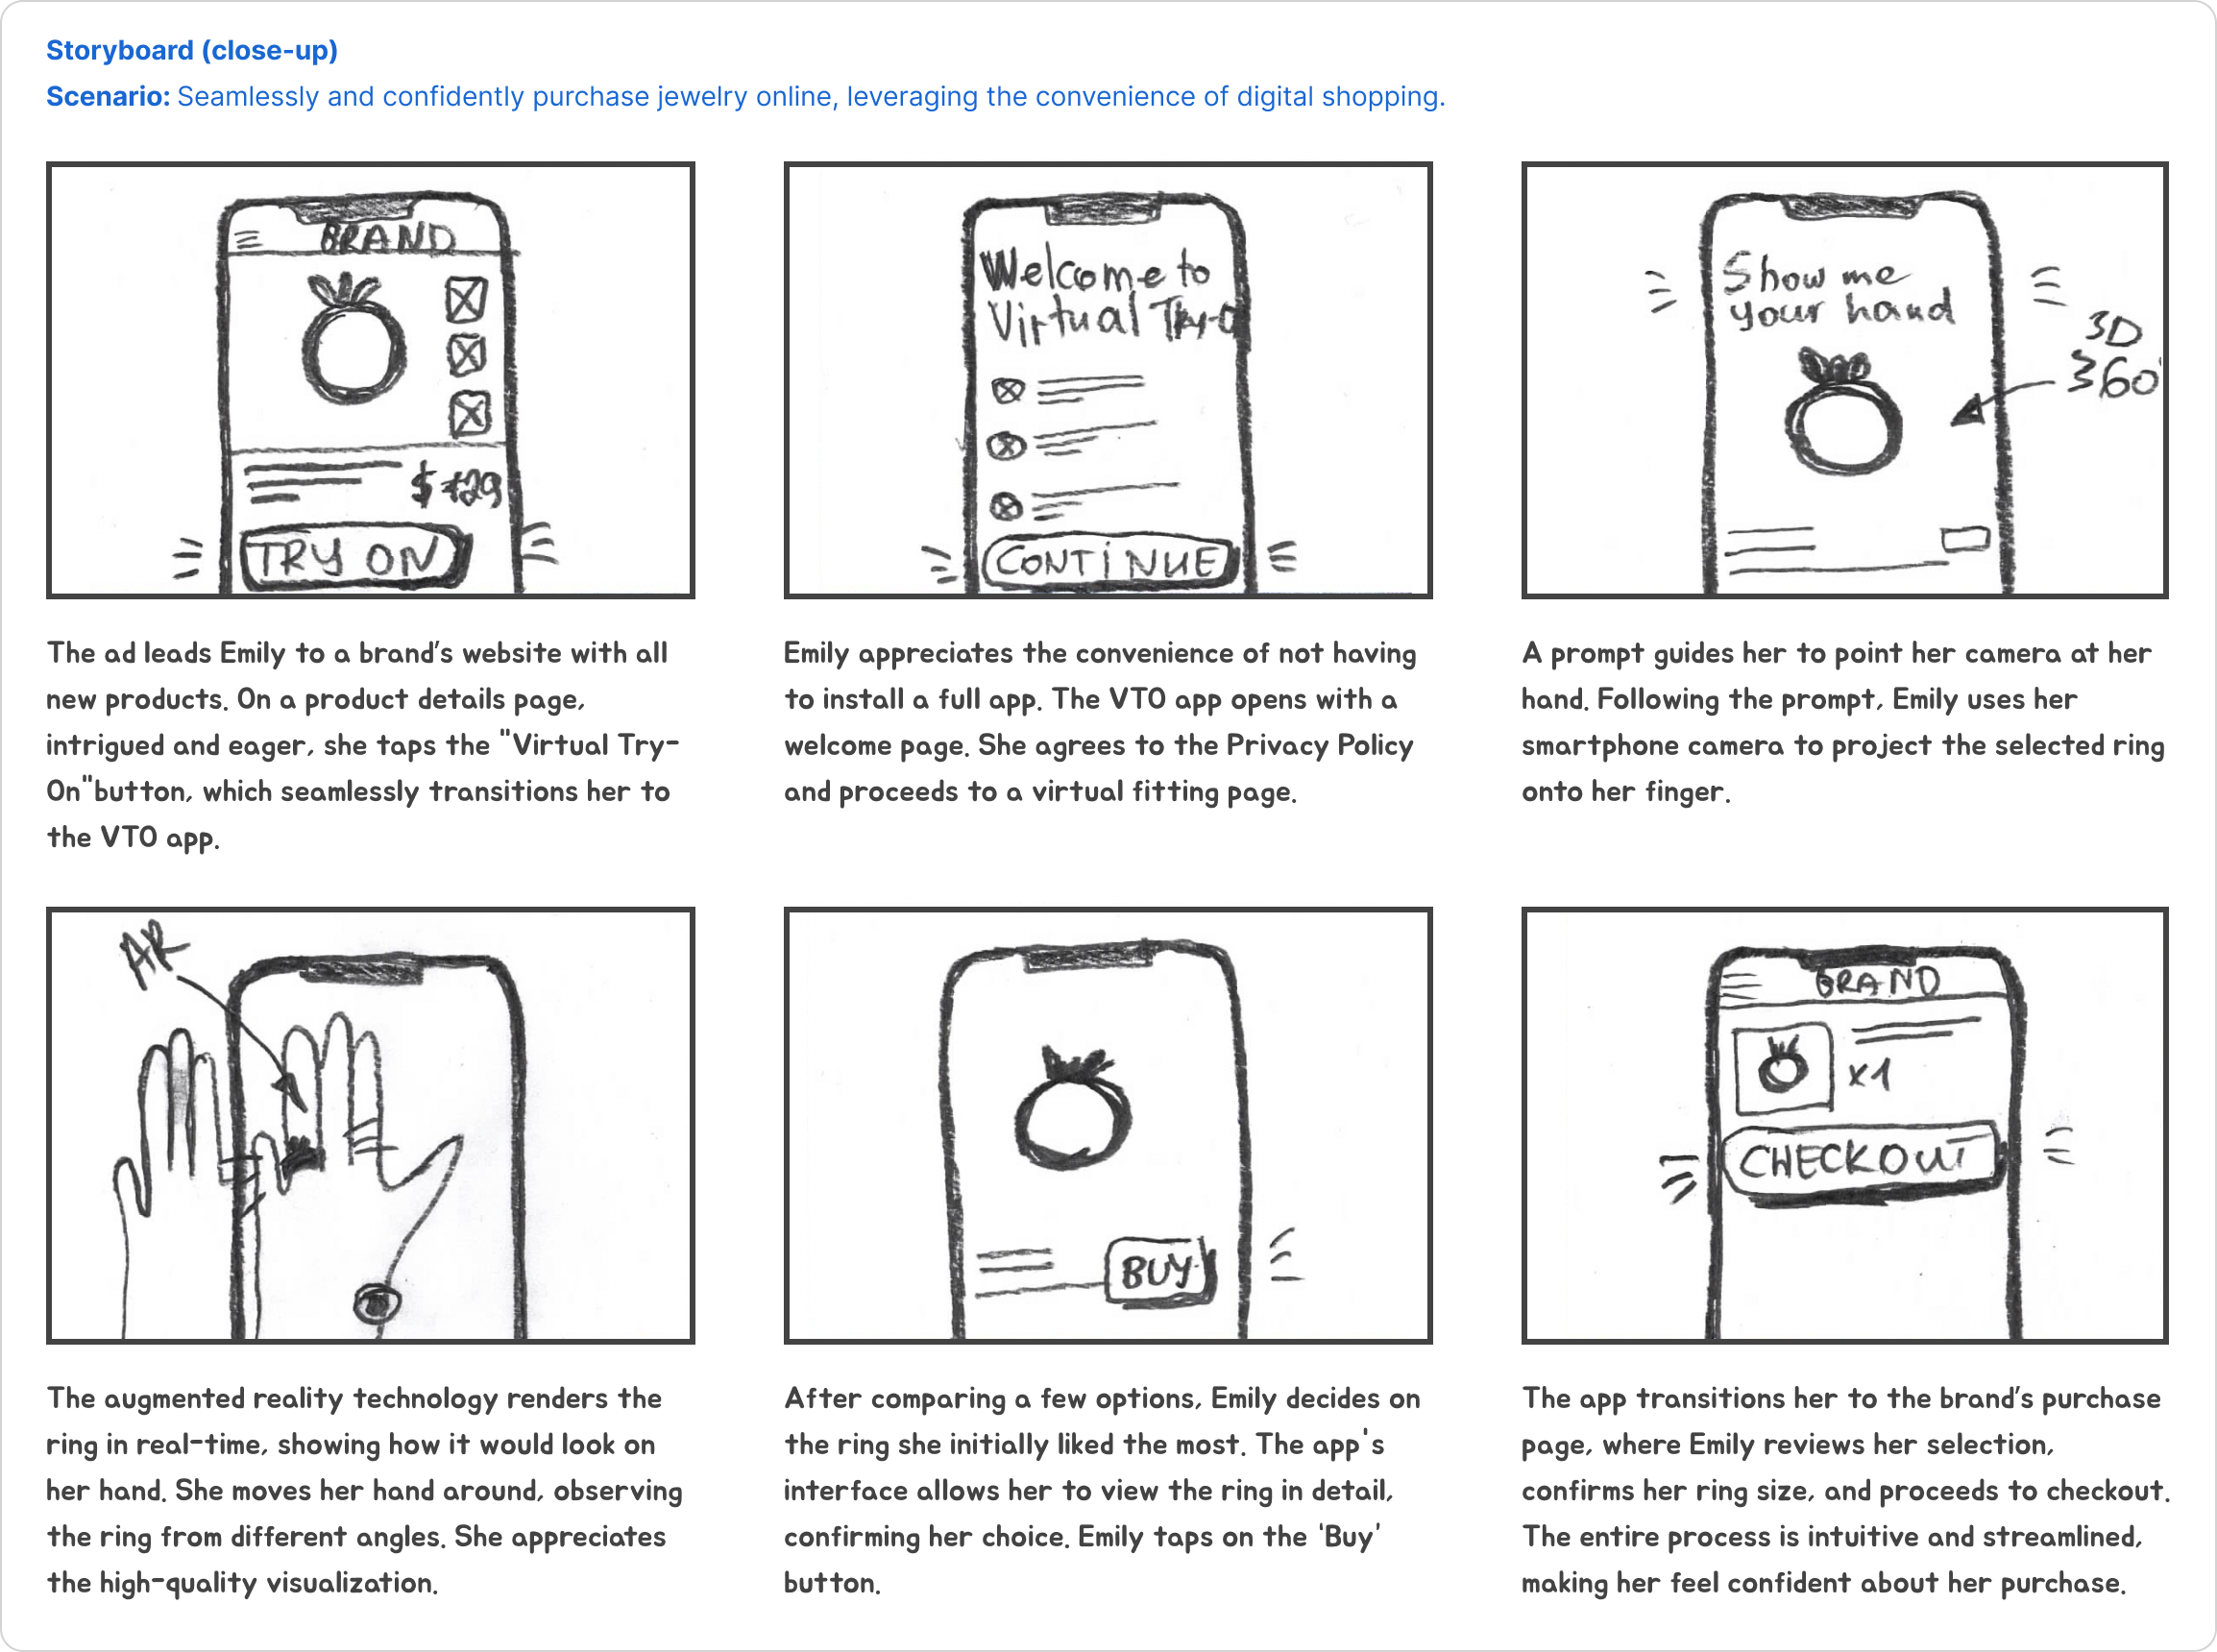 Storyboard (close-up)
Scenario: Seamlessly and confidently purchase jewelry online, leveraging the convenience of digital shopping.
BRAND
TRY ON
The ad leads Emily to a brand's website with all
new products. On a product details page,
intrigued and eager, she taps the "Virtual Try-
On"button, which seamlessly transitions her to
the VTO app.
Welcome to
Virtual Try-O
CONTINUE
Emily appreciates the convenience of not having
to install a full app. The VTO app opens with a
welcome page. She agrees to the Privacy Policy
and proceeds to a virtual fitting page.
Show me
your hand
3D
360°
A prompt guides her to point her camera at her
hand. Following the prompt, Emily uses her
smartphone camera to project the selected ring
onto her finger.
AR
The augmented reality technology renders the
ring in real-time, showing how it would look on
her hand. She moves her hand around, observing
the ring from different angles. She appreciates
the high-quality visualization.
BUY
After comparing a few options, Emily decides on
the ring she initially liked the most. The app's
interface allows her to view the ring in detail,
confirming her choice. Emily taps on the 'Buy'
button.
BRAND
x1
CHECKOUT
The app transitions her to the brand's purchase
page, where Emily reviews her selection,
confirms her ring size, and proceeds to checkout.
The entire process is intuitive and streamlined,
making her feel confident about her purchase.